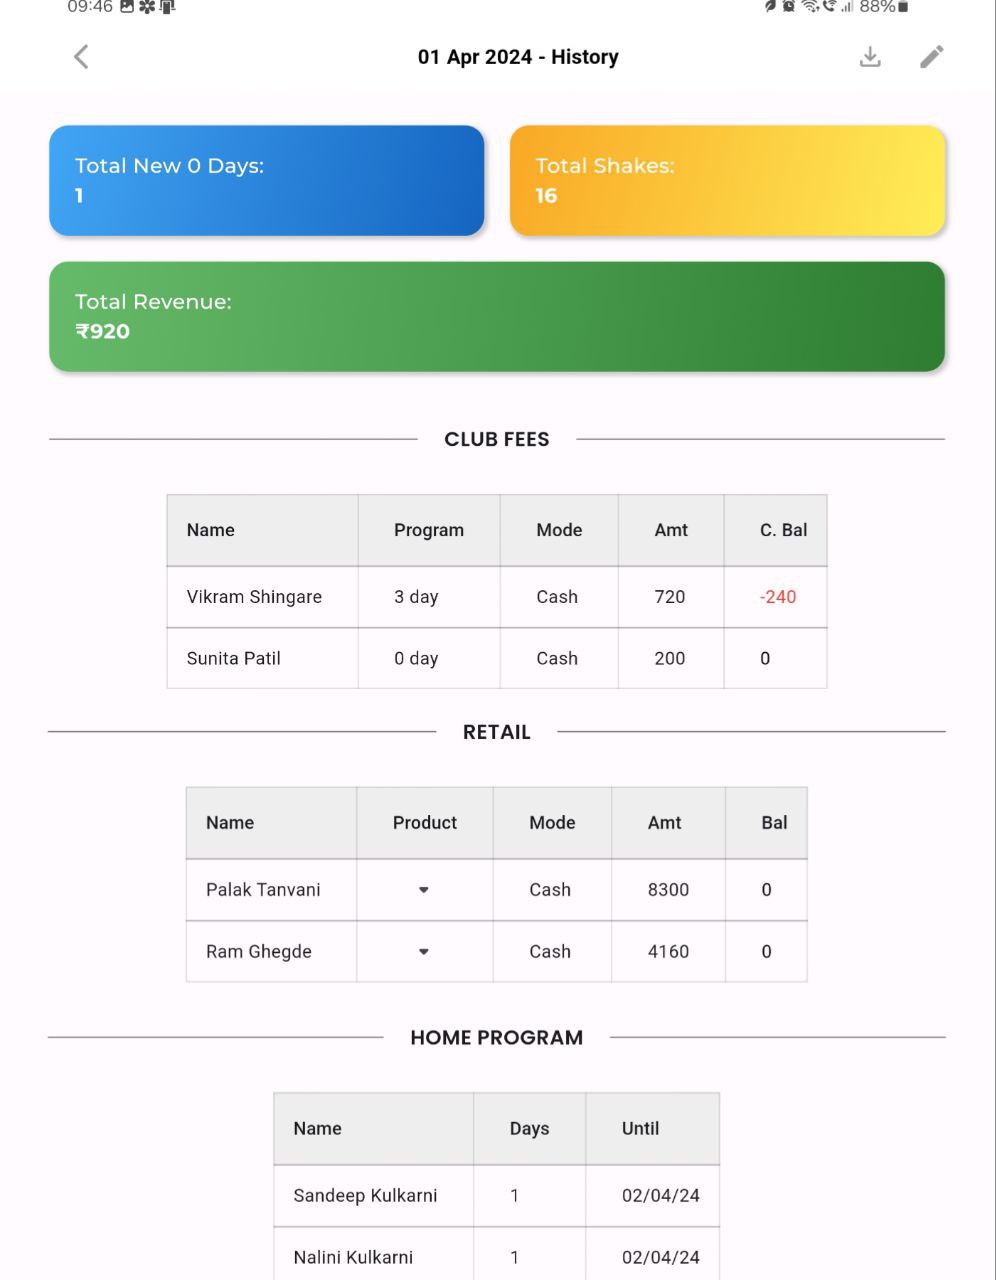 09:46 88%
01 Apr 2024 - History
Total New 0 Days:
1
Total Shakes:
16
Total Revenue:
₹920
CLUB FEES
Name Program Mode Amt C. Bal
Vikram Shingare 3 day Cash 720 -240
Sunita Patil 0 day Cash 200 0
RETAIL
Name Product Mode Amt Bal
Palak Tanvani Cash 8300 0
Ram Ghegde Cash 4160 0
HOME PROGRAM
Name Days Until
Sandeep Kulkarni 1 02/04/24
Nalini Kulkarni 1 02/04/24